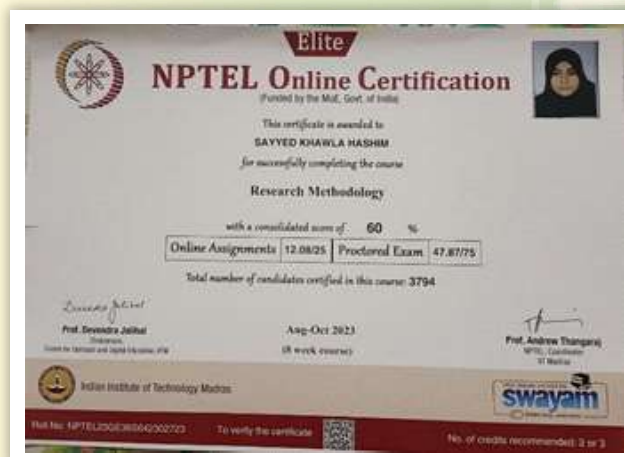 Elite
NPTEL Online Certification
(Funded by the MoE, Govt. of India)
This certificate is awarded to
SAYYED KHAWLA HASHIM
for successfully completing the course
Research Methodology
with a consolidated score of 60 %
Online Assignments 12.08/25 Proctored Exam 47.87/75
Total number of candidates certified in this course: 3794
Prof. Devendra Jalihal
Chairperson
Aug-Oct 2023
(8 week course)
Prof. Andrew Thangaraj
NPTEL, Coordinator
IIT Madras
Indian Institute of Technology Madras
swayam
Roll No:
To verify the certificate
No. of credits recommended: 2 or 3